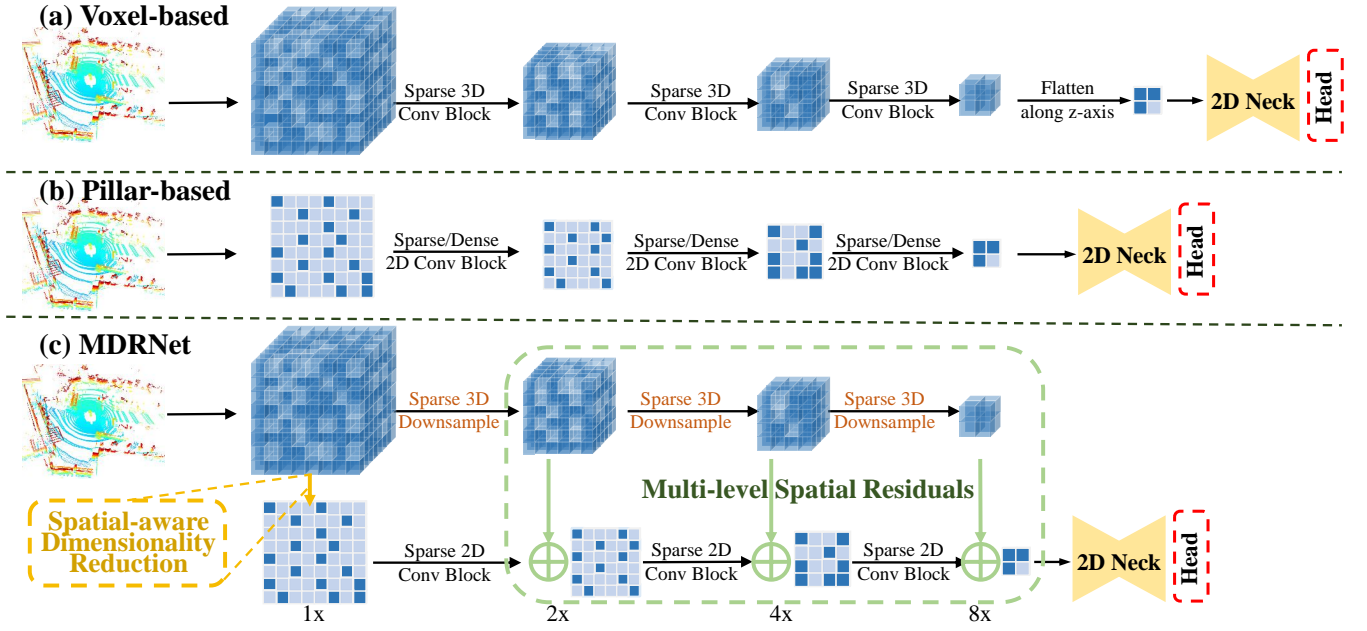 (a) Voxel-based
Sparse 3D
Conv Block
Sparse 3D
Conv Block
Sparse 3D
Conv Block
Flatten
along z-axis
2D Neck
Head
(b) Pillar-based
Sparse/Dense
2D Conv Block
Sparse/Dense
2D Conv Block
Sparse/Dense
2D Conv Block
2D Neck
Head
(c) MDRNet
Sparse 3D
Downsample
Sparse 3D
Downsample
Sparse 3D
Downsample
Multi-level Spatial Residuals
Spatial-aware
Dimensionality
Reduction
Sparse 2D
Conv Block
Sparse 2D
Conv Block
Sparse 2D
Conv Block
2D Neck
Head
1x
2x
4x
8x